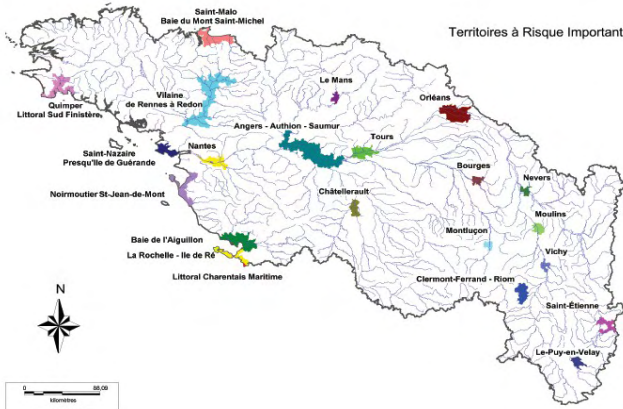 Saint-Malo
Baie du Mont Saint-Michel
Territoires à Risque Important
Le Mans
Vilaine
de Rennes à Redon
Orléans
Quimper
Littoral Sud Finistère
Angers - Authion - Saumur
Tours
Saint-Nazaire
Presqu'île de Guérande
Nantes
Bourges
Nevers
Noirmoutier St-Jean-de-Mont
Châtellerault
Moulins
Baie de l'Aiguillon
Montluçon
La Rochelle - Ile de Ré
Vichy
Littoral Charentais Maritime
Clermont-Ferrand - Riom
N
Saint-Étienne
Le-Puy-en-Velay
0 88,08
kilomètres